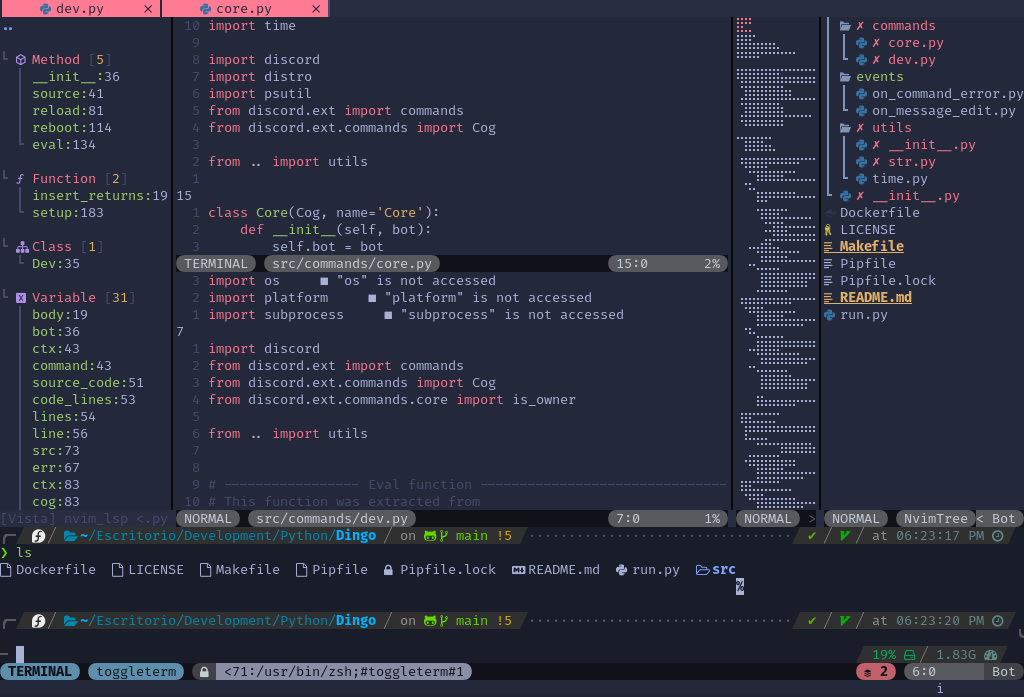 dev.py ✕ core.py ✕
..
Method [5]
__init__:36
source:41
reload:81
reboot:114
eval:134
Function [2]
insert_returns:19
setup:183
Class [1]
Dev:35
Variable [31]
body:19
bot:36
ctx:43
command:43
source_code:51
code_lines:53
lines:54
line:56
src:73
err:67
ctx:83
cog:83
[Vista] nvim_lsp <.py
10 import time
9
8 import discord
7 import distro
6 import psutil
5 from discord.ext import commands
4 from discord.ext.commands import Cog
3
2 from .. import utils
1
15
1 class Core(Cog, name='Core'):
2 def __init__(self, bot):
3 self.bot = bot
TERMINAL src/commands/core.py 15:0 2%
3 import os ■ "os" is not accessed
2 import platform ■ "platform" is not accessed
1 import subprocess ■ "subprocess" is not accessed
7
1 import discord
2 from discord.ext import commands
3 from discord.ext.commands import Cog
4 from discord.ext.commands.core import is_owner
5
6 from .. import utils
7
8
9 # ───────────────── Eval function ───────────────────────────────
10 # This function was extracted from
NORMAL src/commands/dev.py 7:0 1%
NORMAL >
✗ commands
✗ core.py
✗ dev.py
events
on_command_error.py
on_message_edit.py
✗ utils
✗ __init__.py
✗ str.py
time.py
✗ __init__.py
Dockerfile
LICENSE
Makefile
Pipfile
Pipfile.lock
README.md
run.py
NORMAL NvimTree < Bot
~/Escritorio/Development/Python/Dingo / on main !5 ✔ / V / at 06:23:17 PM
❯ ls
Dockerfile LICENSE Makefile Pipfile Pipfile.lock README.md run.py src
%
~/Escritorio/Development/Python/Dingo / on main !5 ✔ / V / at 06:23:20 PM
19% / 1.83G
TERMINAL toggleterm <71:/usr/bin/zsh;#toggleterm#1 2 6:0 Bot
i